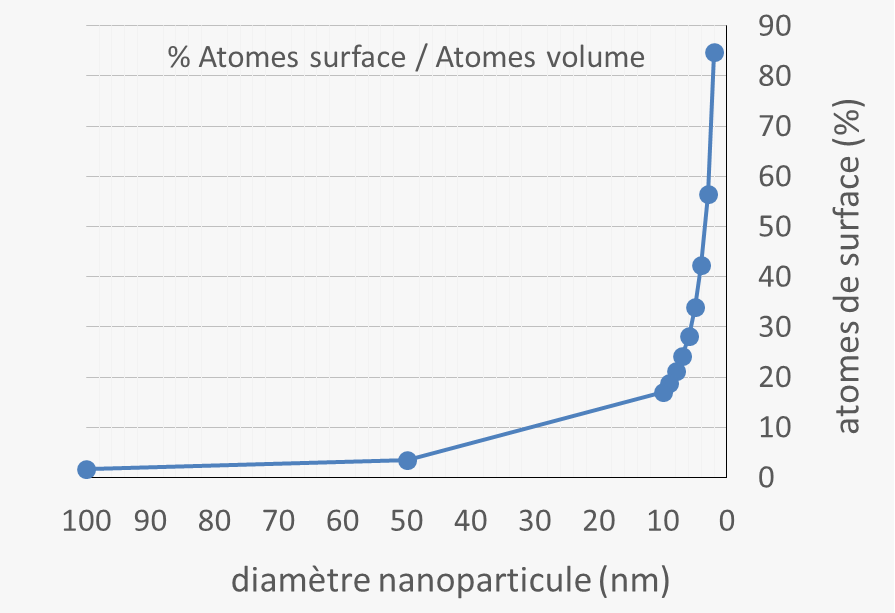 % Atomes surface / Atomes volume
90
80
70
60
50
40
30
20
10
0
atomes de surface (%)
100 90 80 70 60 50 40 30 20 10 0
diamètre nanoparticule (nm)